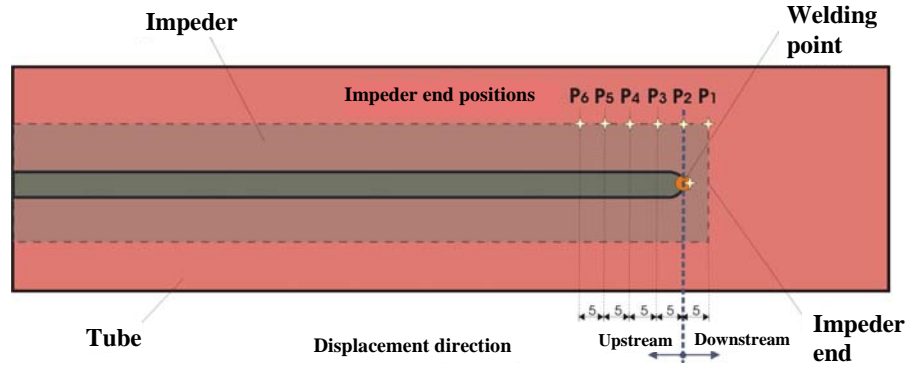 Impeder
Welding
point
Impeder end positions
P6 P5 P4 P3 P2 P1
5 5 5 5 5
Tube
Displacement direction
Upstream
Downstream
Impeder
end